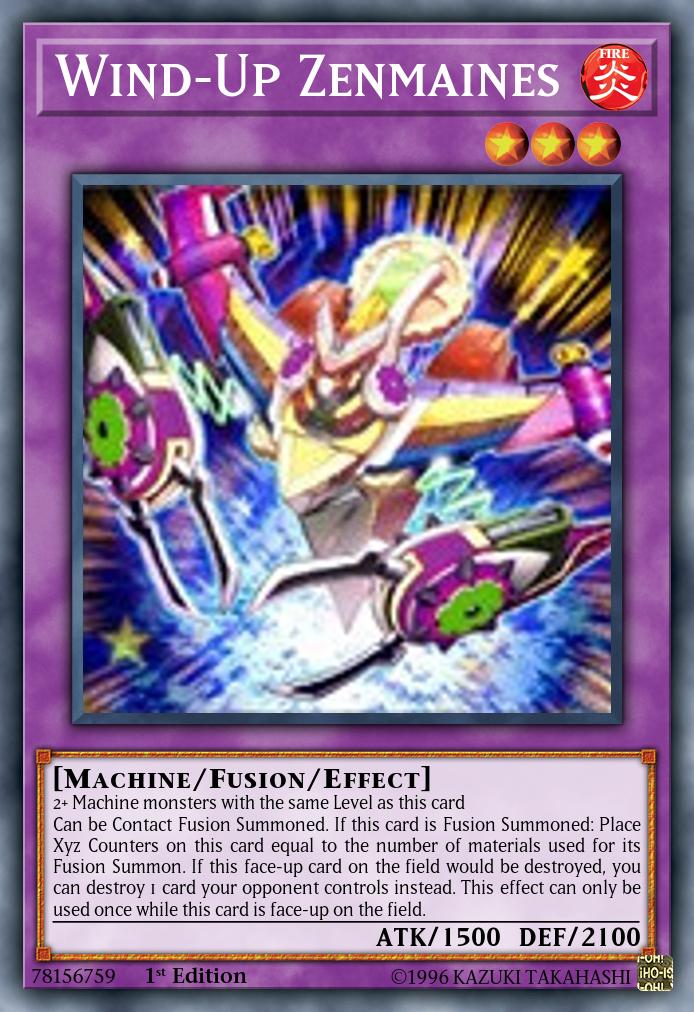 Wind-Up Zenmaines
FIRE
炎
[Machine/Fusion/Effect]
2+ Machine monsters with the same Level as this card
Can be Contact Fusion Summoned. If this card is Fusion Summoned: Place
Xyz Counters on this card equal to the number of materials used for its
Fusion Summon. If this face-up card on the field would be destroyed, you
can destroy 1 card your opponent controls instead. This effect can only be
used once while this card is face-up on the field.
ATK/1500 DEF/2100
78156759 1st Edition ©1996 KAZUKI TAKAHASHI